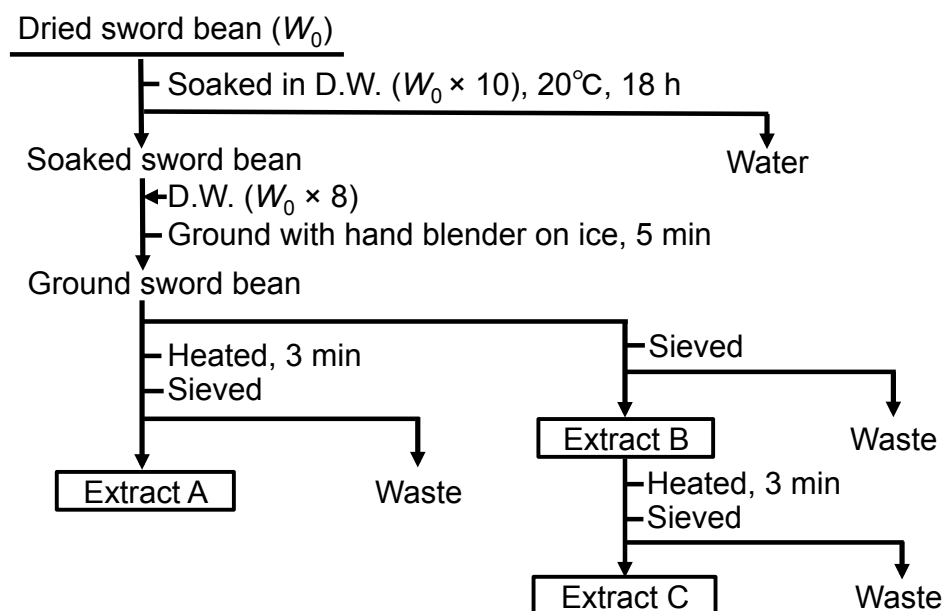 Dried sword bean (W₀)
Soaked in D.W. (W₀ × 10), 20℃, 18 h
Soaked sword bean
Water
D.W. (W₀ × 8)
Ground with hand blender on ice, 5 min
Ground sword bean
Heated, 3 min
Sieved
Sieved
Extract A
Waste
Extract B
Waste
Heated, 3 min
Sieved
Extract C
Waste